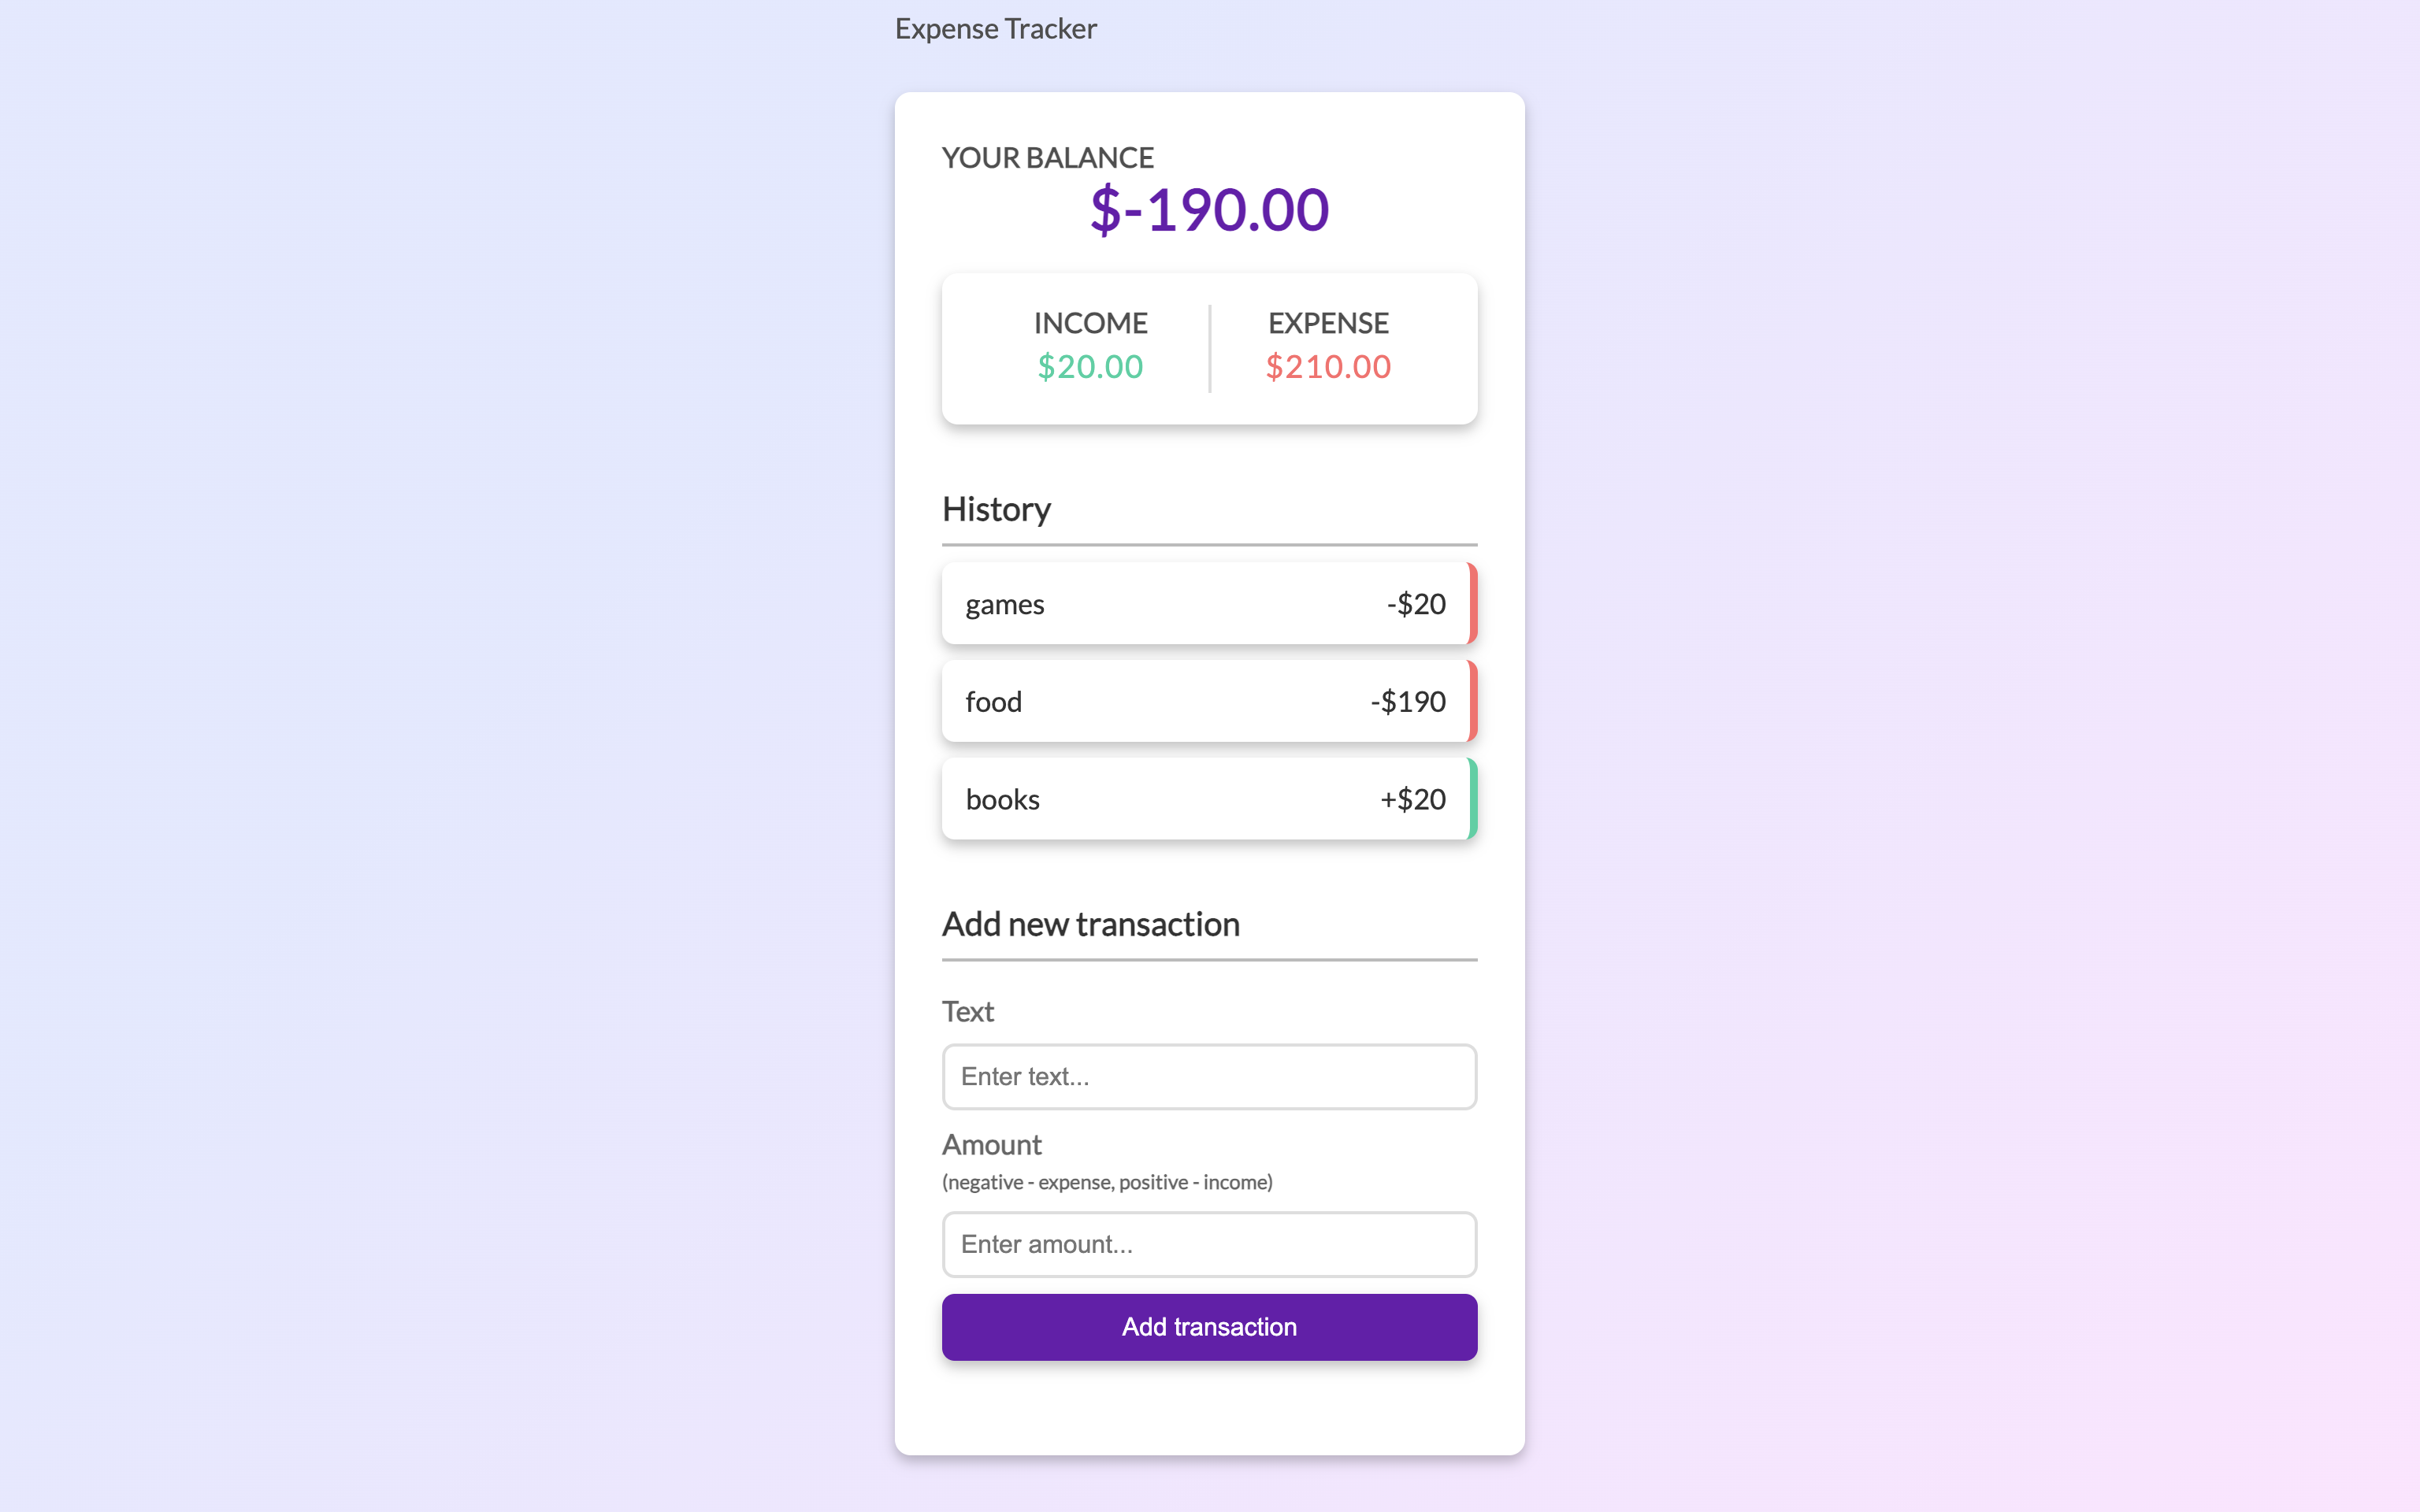 Expense Tracker
YOUR BALANCE
$-190.00
INCOME
$20.00
EXPENSE
$210.00
History
games -$20
food -$190
books +$20
Add new transaction
Text
Enter text...
Amount
(negative - expense, positive - income)
Enter amount...
Add transaction